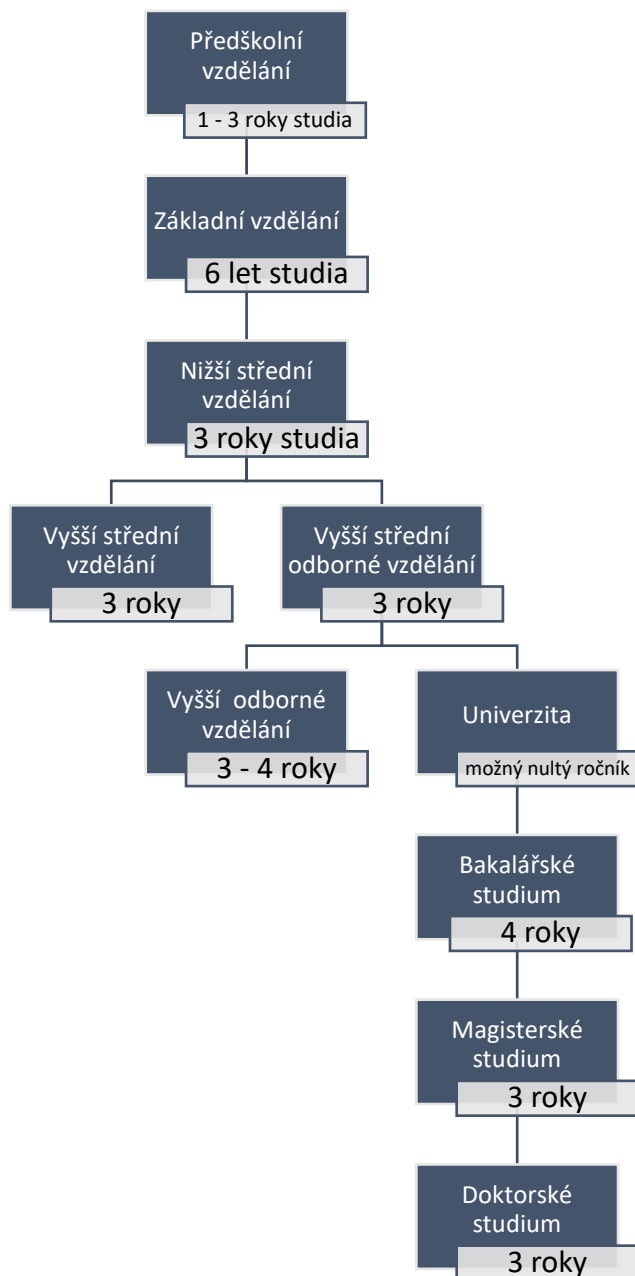 Předškolní
vzdělání
1 - 3 roky studia
Základní vzdělání
6 let studia
Nižší střední
vzdělání
3 roky studia
Vyšší střední
vzdělání
3 roky
Vyšší střední
odborné vzdělání
3 roky
Vyšší odborné
vzdělání
3 - 4 roky
Univerzita
možný nultý ročník
Bakalářské
studium
4 roky
Magisterské
studium
3 roky
Doktorské
studium
3 roky